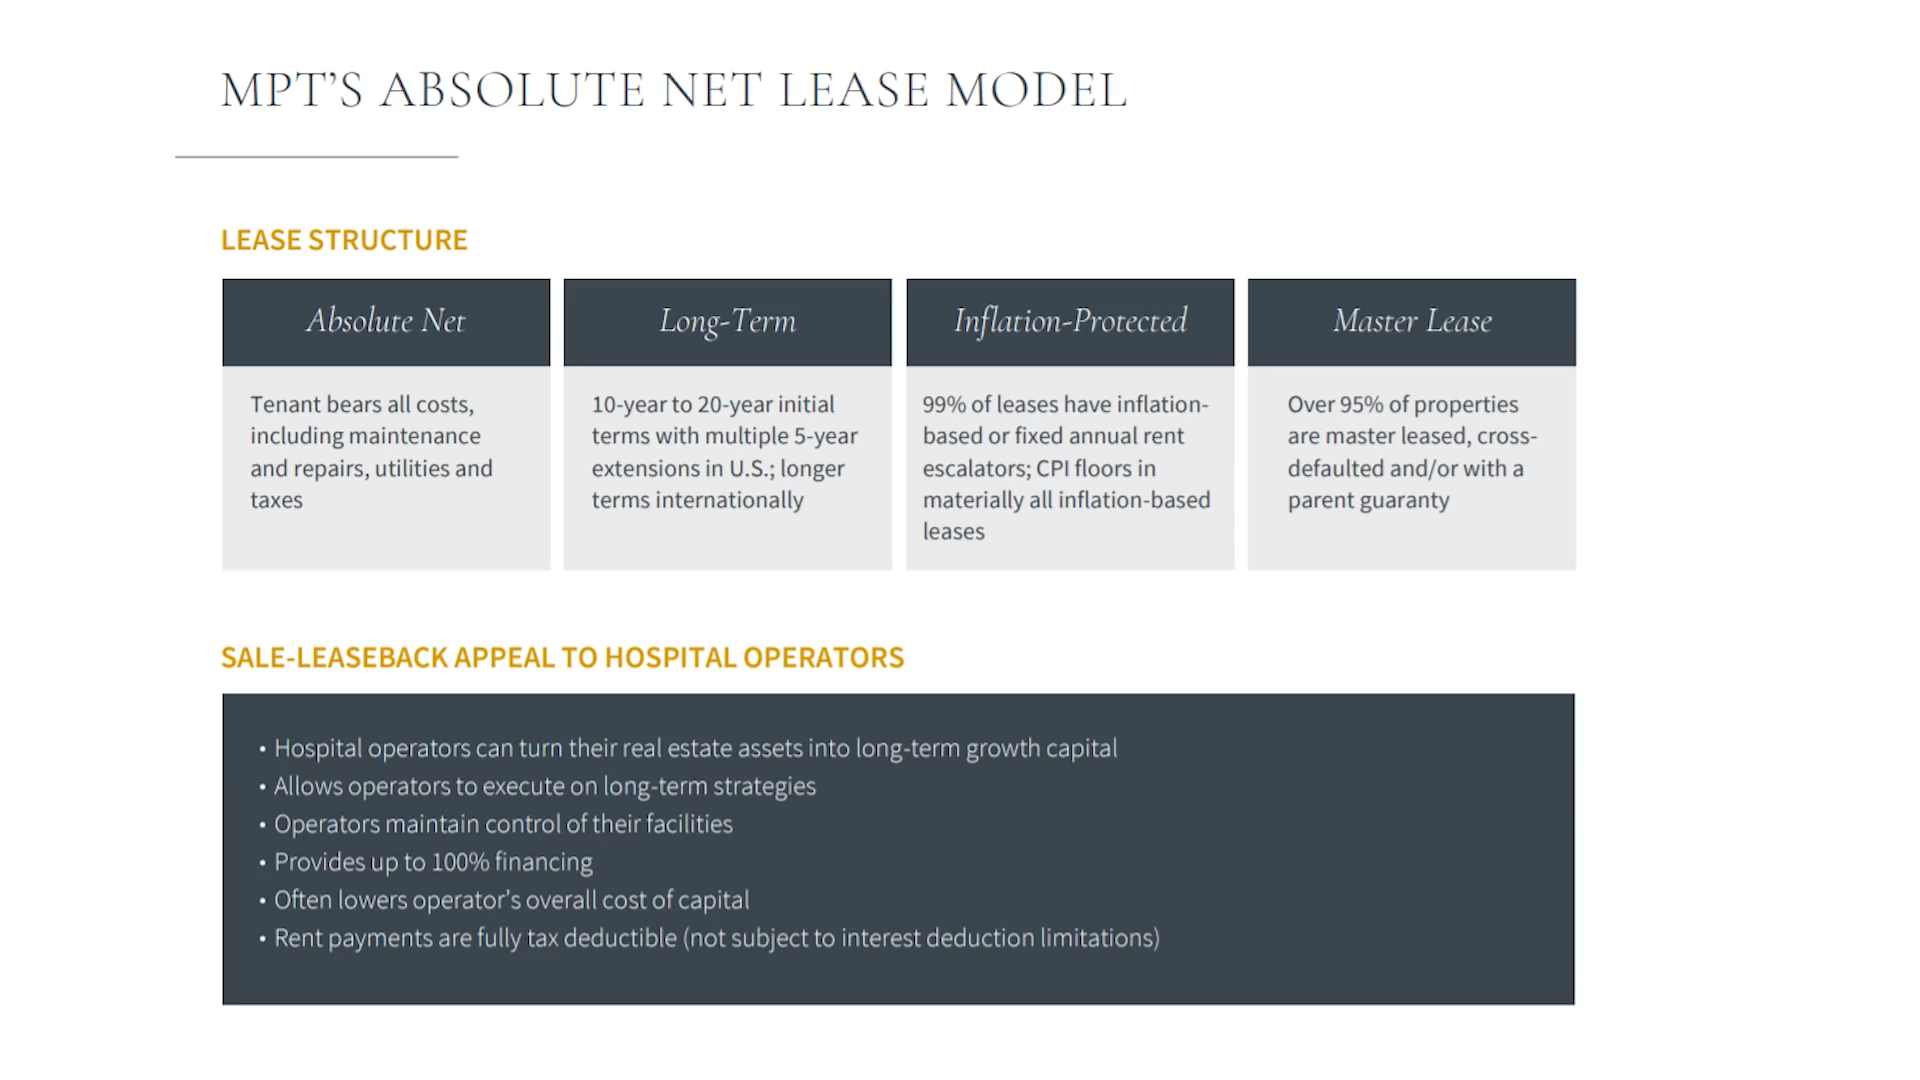 MPT’S ABSOLUTE NET LEASE MODEL
LEASE STRUCTURE
Absolute Net
Tenant bears all costs,
including maintenance
and repairs, utilities and
taxes
Long-Term
10-year to 20-year initial
terms with multiple 5-year
extensions in U.S.; longer
terms internationally
Inflation-Protected
99% of leases have inflation-
based or fixed annual rent
escalators; CPI floors in
materially all inflation-based
leases
Master Lease
Over 95% of properties
are master leased, cross-
defaulted and/or with a
parent guaranty
SALE-LEASEBACK APPEAL TO HOSPITAL OPERATORS
• Hospital operators can turn their real estate assets into long-term growth capital
• Allows operators to execute on long-term strategies
• Operators maintain control of their facilities
• Provides up to 100% financing
• Often lowers operator’s overall cost of capital
• Rent payments are fully tax deductible (not subject to interest deduction limitations)